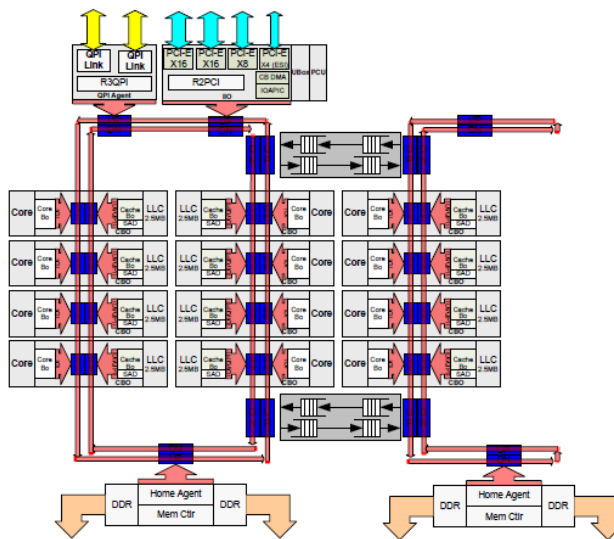 QPI Link
QPI Link
R3QPI
QPI Agent
PCI-E X16
PCI-E X16
PCI-E X8
PCI-E X4 (ESI)
R2PCI
CB DMA
IOAPIC
IIO
UBox
PCU
Core
Core Bo
Cache Bo
SAD
CBO
LLC 2.5MB
LLC 2.5MB
CBO
Cache Bo
SAD
Core Bo
Core
Core
Core Bo
Cache Bo
SAD
CBO
LLC 2.5MB
Core
Core Bo
Cache Bo
SAD
CBO
LLC 2.5MB
LLC 2.5MB
CBO
Cache Bo
SAD
Core Bo
Core
Core
Core Bo
Cache Bo
SAD
CBO
LLC 2.5MB
Core
Core Bo
Cache Bo
SAD
CBO
LLC 2.5MB
LLC 2.5MB
CBO
Cache Bo
SAD
Core Bo
Core
Core
Core Bo
Cache Bo
SAD
CBO
LLC 2.5MB
Core
Core Bo
Cache Bo
SAD
CBO
LLC 2.5MB
LLC 2.5MB
CBO
Cache Bo
SAD
Core Bo
Core
Core
Core Bo
Cache Bo
SAD
CBO
LLC 2.5MB
DDR
Home Agent
Mem Ctlr
DDR
DDR
Home Agent
Mem Ctlr
DDR